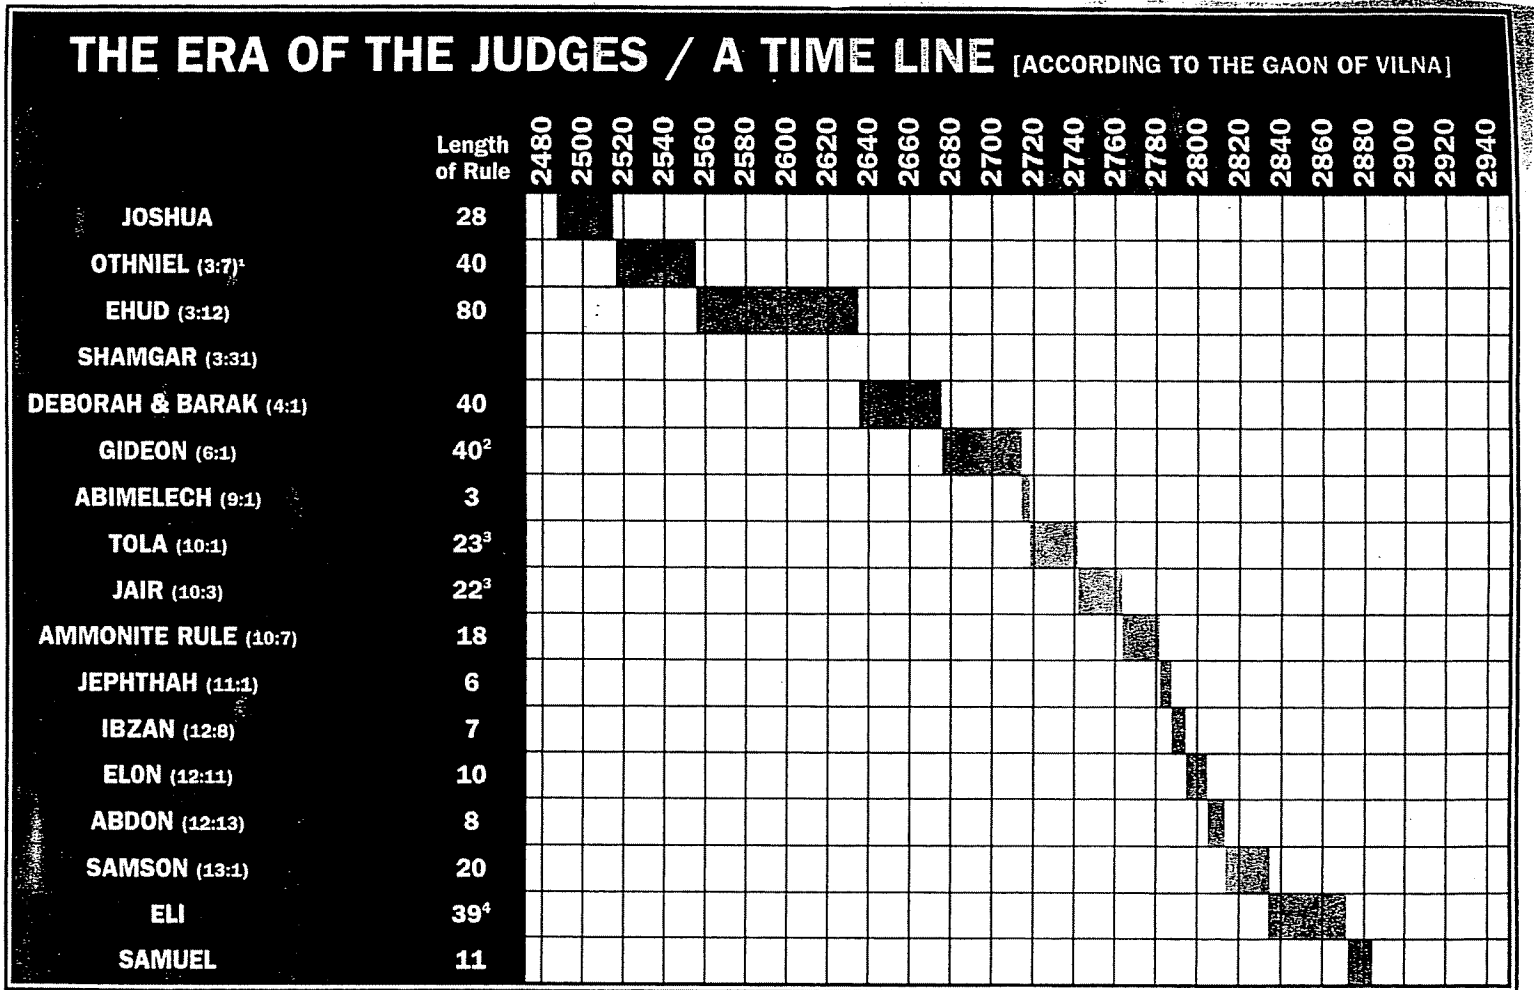 THE ERA OF THE JUDGES / A TIME LINE [ACCORDING TO THE GAON OF VILNA]
Length of Rule 2480 2500 2520 2540 2560 2580 2600 2620 2640 2660 2680 2700 2720 2740 2760 2780 2800 2820 2840 2860 2880 2900 2920 2940
JOSHUA 28
OTHNIEL (3:7)¹ 40
EHUD (3:12) 80
SHAMGAR (3:31)
DEBORAH & BARAK (4:1) 40
GIDEON (6:1) 40²
ABIMELECH (9:1) 3
TOLA (10:1) 23³
JAIR (10:3) 22³
AMMONITE RULE (10:7) 18
JEPHTHAH (11:1) 6
IBZAN (12:8) 7
ELON (12:11) 10
ABDON (12:13) 8
SAMSON (13:1) 20
ELI 39⁴
SAMUEL 11